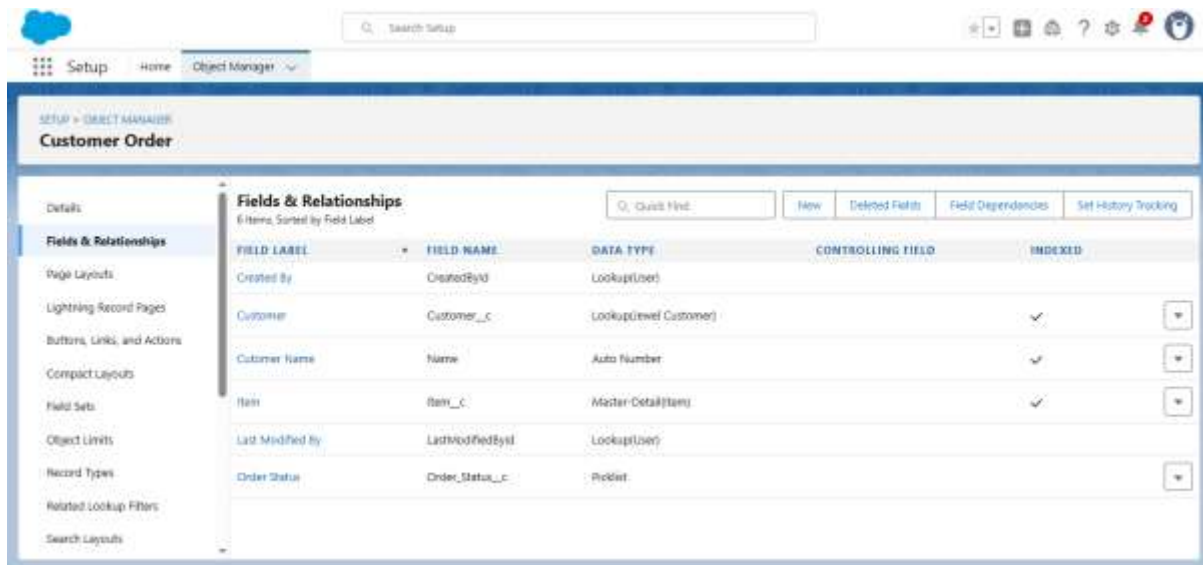 Search Setup
2
Setup Home Object Manager
SETUP > OBJECT MANAGER
Customer Order
Details
Fields & Relationships
Page Layouts
Lightning Record Pages
Buttons, Links, and Actions
Compact Layouts
Field Sets
Object Limits
Record Types
Related Lookup Filters
Search Layouts
Fields & Relationships
6 Items, Sorted by Field Label
Quick Find
New Deleted Fields Field Dependencies Set History Tracking
FIELD LABEL FIELD NAME DATA TYPE CONTROLLING FIELD INDEXED
Created By CreatedById Lookup(User)
Customer Customer__c Lookup(Jewel Customer)
Cutomer Name Name Auto Number
Item Item__c Master-Detail(Item)
Last Modified By LastModifiedById Lookup(User)
Order Status Order_Status__c Picklist